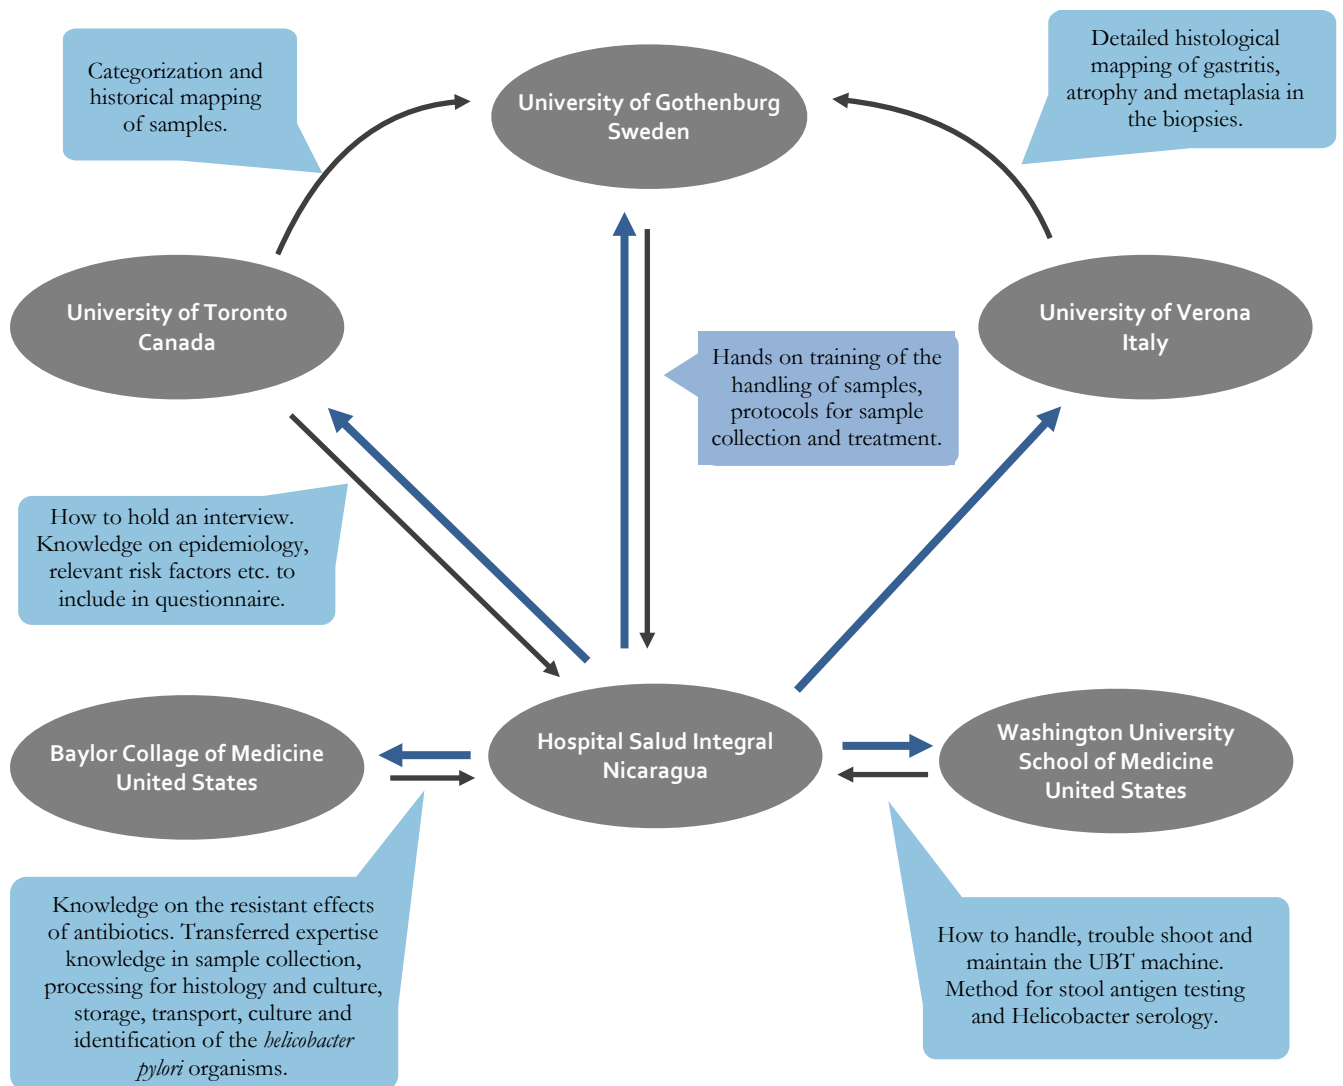 Categorization and
historical mapping
of samples.
University of Gothenburg
Sweden
Detailed histological
mapping of gastritis,
atrophy and metaplasia in
the biopsies.
University of Toronto
Canada
University of Verona
Italy
Hands on training of the
handling of samples,
protocols for sample
collection and treatment.
How to hold an interview.
Knowledge on epidemiology,
relevant risk factors etc. to
include in questionnaire.
Baylor Collage of Medicine
United States
Hospital Salud Integral
Nicaragua
Washington University
School of Medicine
United States
Knowledge on the resistant effects
of antibiotics. Transferred expertise
knowledge in sample collection,
processing for histology and culture,
storage, transport, culture and
identification of the helicobacter
pylori organisms.
How to handle, trouble shoot and
maintain the UBT machine.
Method for stool antigen testing
and Helicobacter serology.